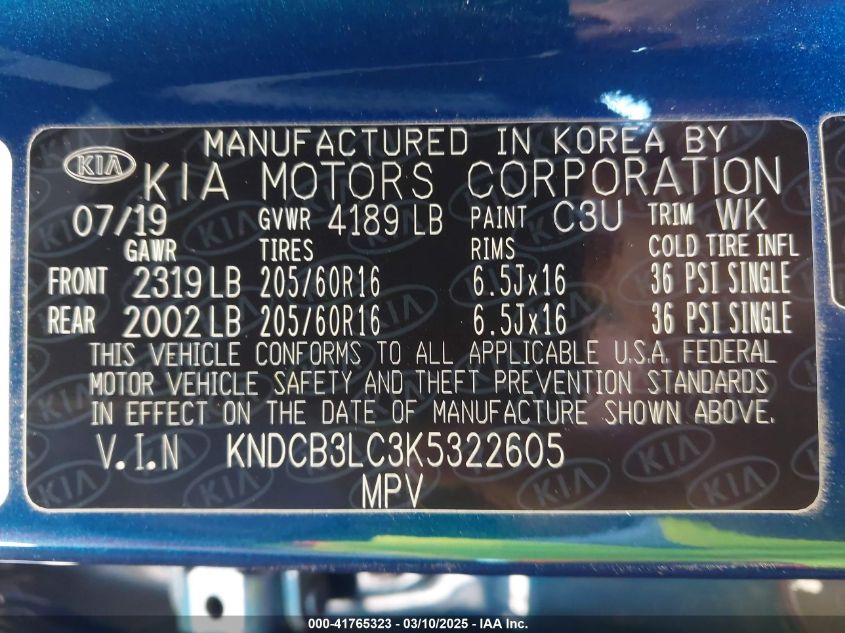 MANUFACTURED IN KOREA BY
KIA KIA MOTORS CORPORATION
07/19 GVWR 4189 LB PAINT C3U TRIM WK
GAWR TIRES RIMS COLD TIRE INFL
FRONT 2319 LB 205/60R16 6.5Jx16 36 PSI SINGLE
REAR 2002 LB 205/60R16 6.5Jx16 36 PSI SINGLE
THIS VEHICLE CONFORMS TO ALL APPLICABLE U.S.A. FEDERAL
MOTOR VEHICLE SAFETY AND THEFT PREVENTION STANDARDS
IN EFFECT ON THE DATE OF MANUFACTURE SHOWN ABOVE.
V.I.N KNDCB3LC3K5322605
MPV
000-41765323 - 03/10/2025 - IAA Inc.